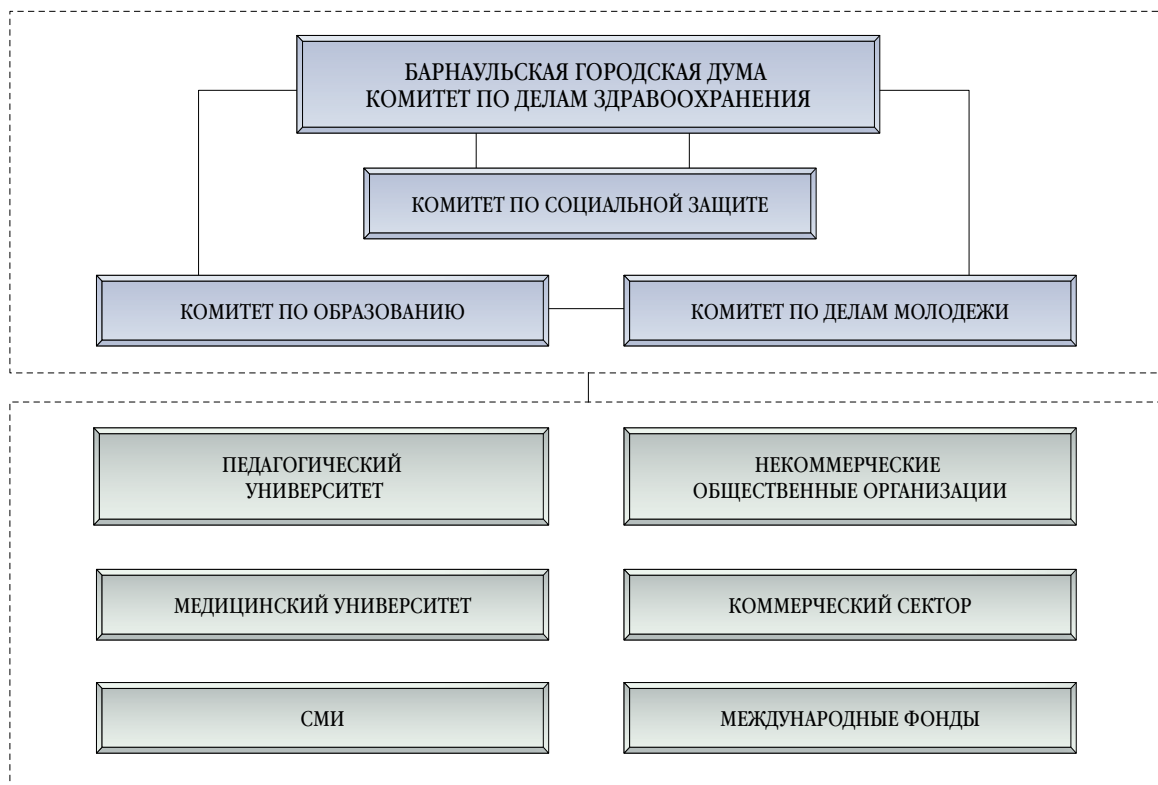 БАРНАУЛЬСКАЯ ГОРОДСКАЯ ДУМА
КОМИТЕТ ПО ДЕЛАМ ЗДРАВООХРАНЕНИЯ
КОМИТЕТ ПО СОЦИАЛЬНОЙ ЗАЩИТЕ
КОМИТЕТ ПО ОБРАЗОВАНИЮ
КОМИТЕТ ПО ДЕЛАМ МОЛОДЕЖИ
ПЕДАГОГИЧЕСКИЙ
УНИВЕРСИТЕТ
НЕКОММЕРЧЕСКИЕ
ОБЩЕСТВЕННЫЕ ОРГАНИЗАЦИИ
МЕДИЦИНСКИЙ УНИВЕРСИТЕТ
КОММЕРЧЕСКИЙ СЕКТОР
СМИ
МЕЖДУНАРОДНЫЕ ФОНДЫ